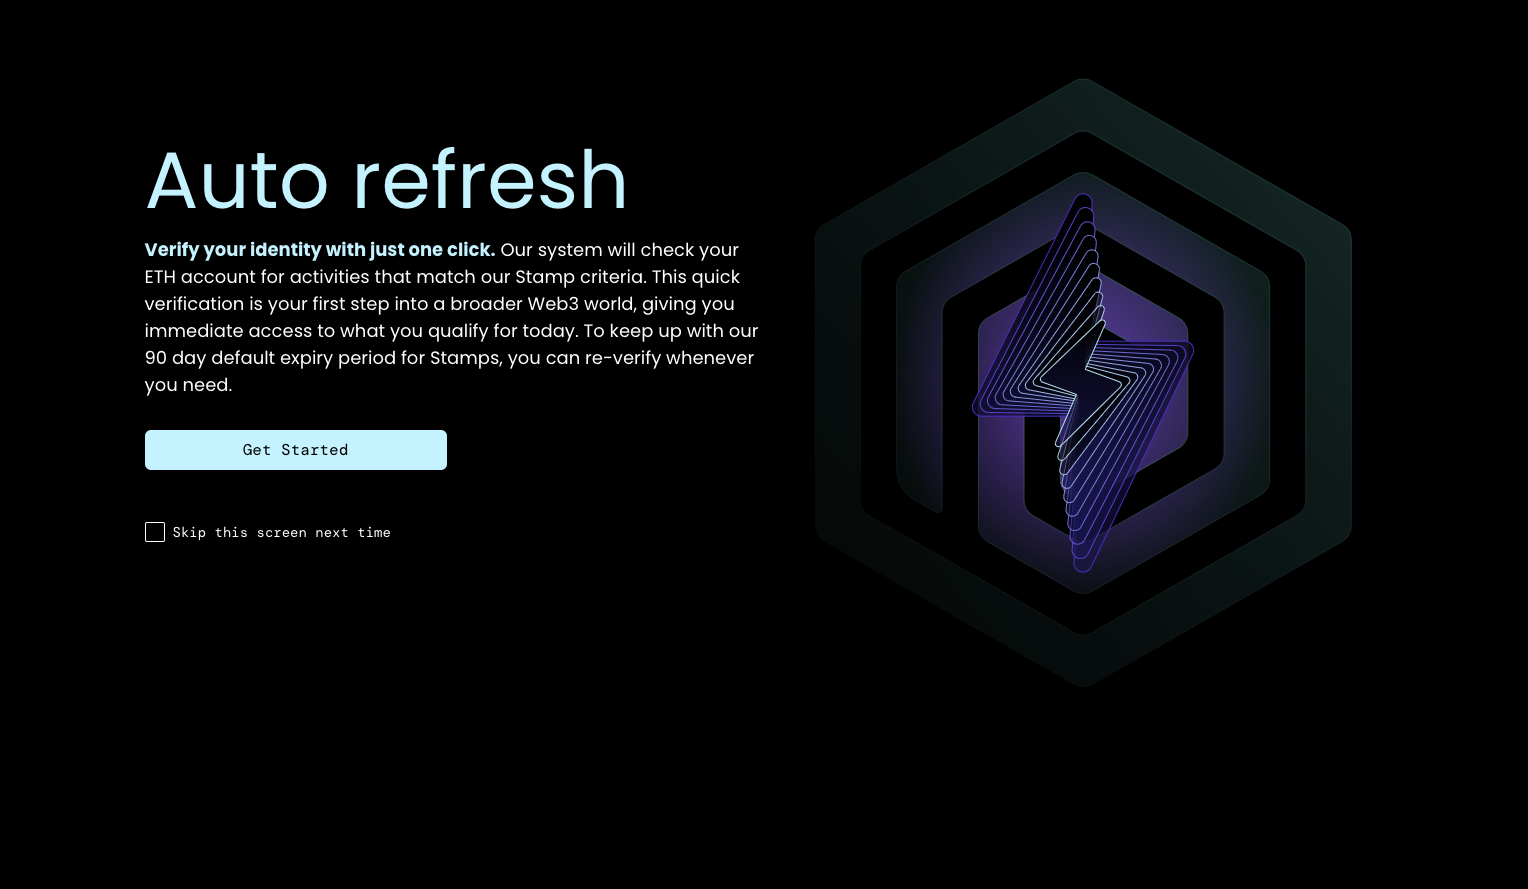 Auto refresh
Verify your identity with just one click. Our system will check your
ETH account for activities that match our Stamp criteria. This quick
verification is your first step into a broader Web3 world, giving you
immediate access to what you qualify for today. To keep up with our
90 day default expiry period for Stamps, you can re-verify whenever
you need.
Get Started
Skip this screen next time